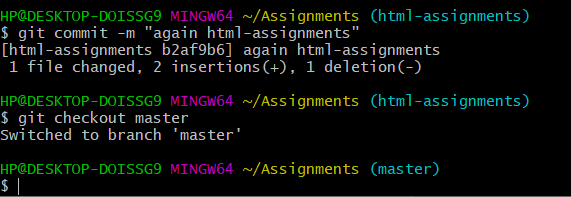 HP@DESKTOP-DOISSG9 MINGW64 ~/Assignments (html-assignments)
$ git commit -m "again html-assignments"
[html-assignments b2af9b6] again html-assignments
 1 file changed, 2 insertions(+), 1 deletion(-)
HP@DESKTOP-DOISSG9 MINGW64 ~/Assignments (html-assignments)
$ git checkout master
Switched to branch 'master'
HP@DESKTOP-DOISSG9 MINGW64 ~/Assignments (master)
$